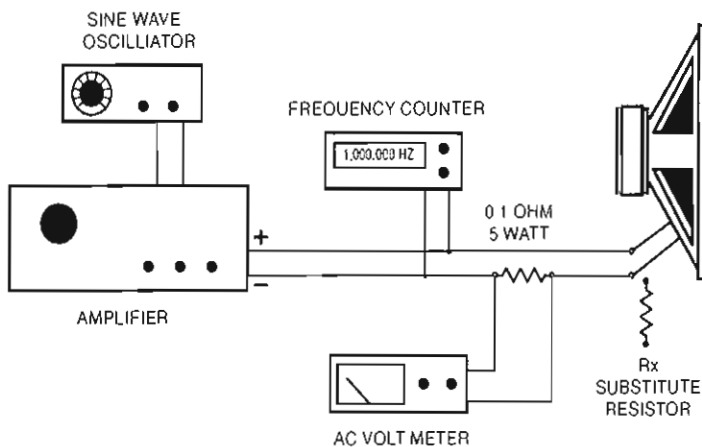 SINE WAVE
OSCILLIATOR
FREQUENCY COUNTER
1,000.000 HZ
0.1 OHM
5 WATT
+
−
AMPLIFIER
Rx
SUBSTITUTE
RESISTOR
AC VOLT METER